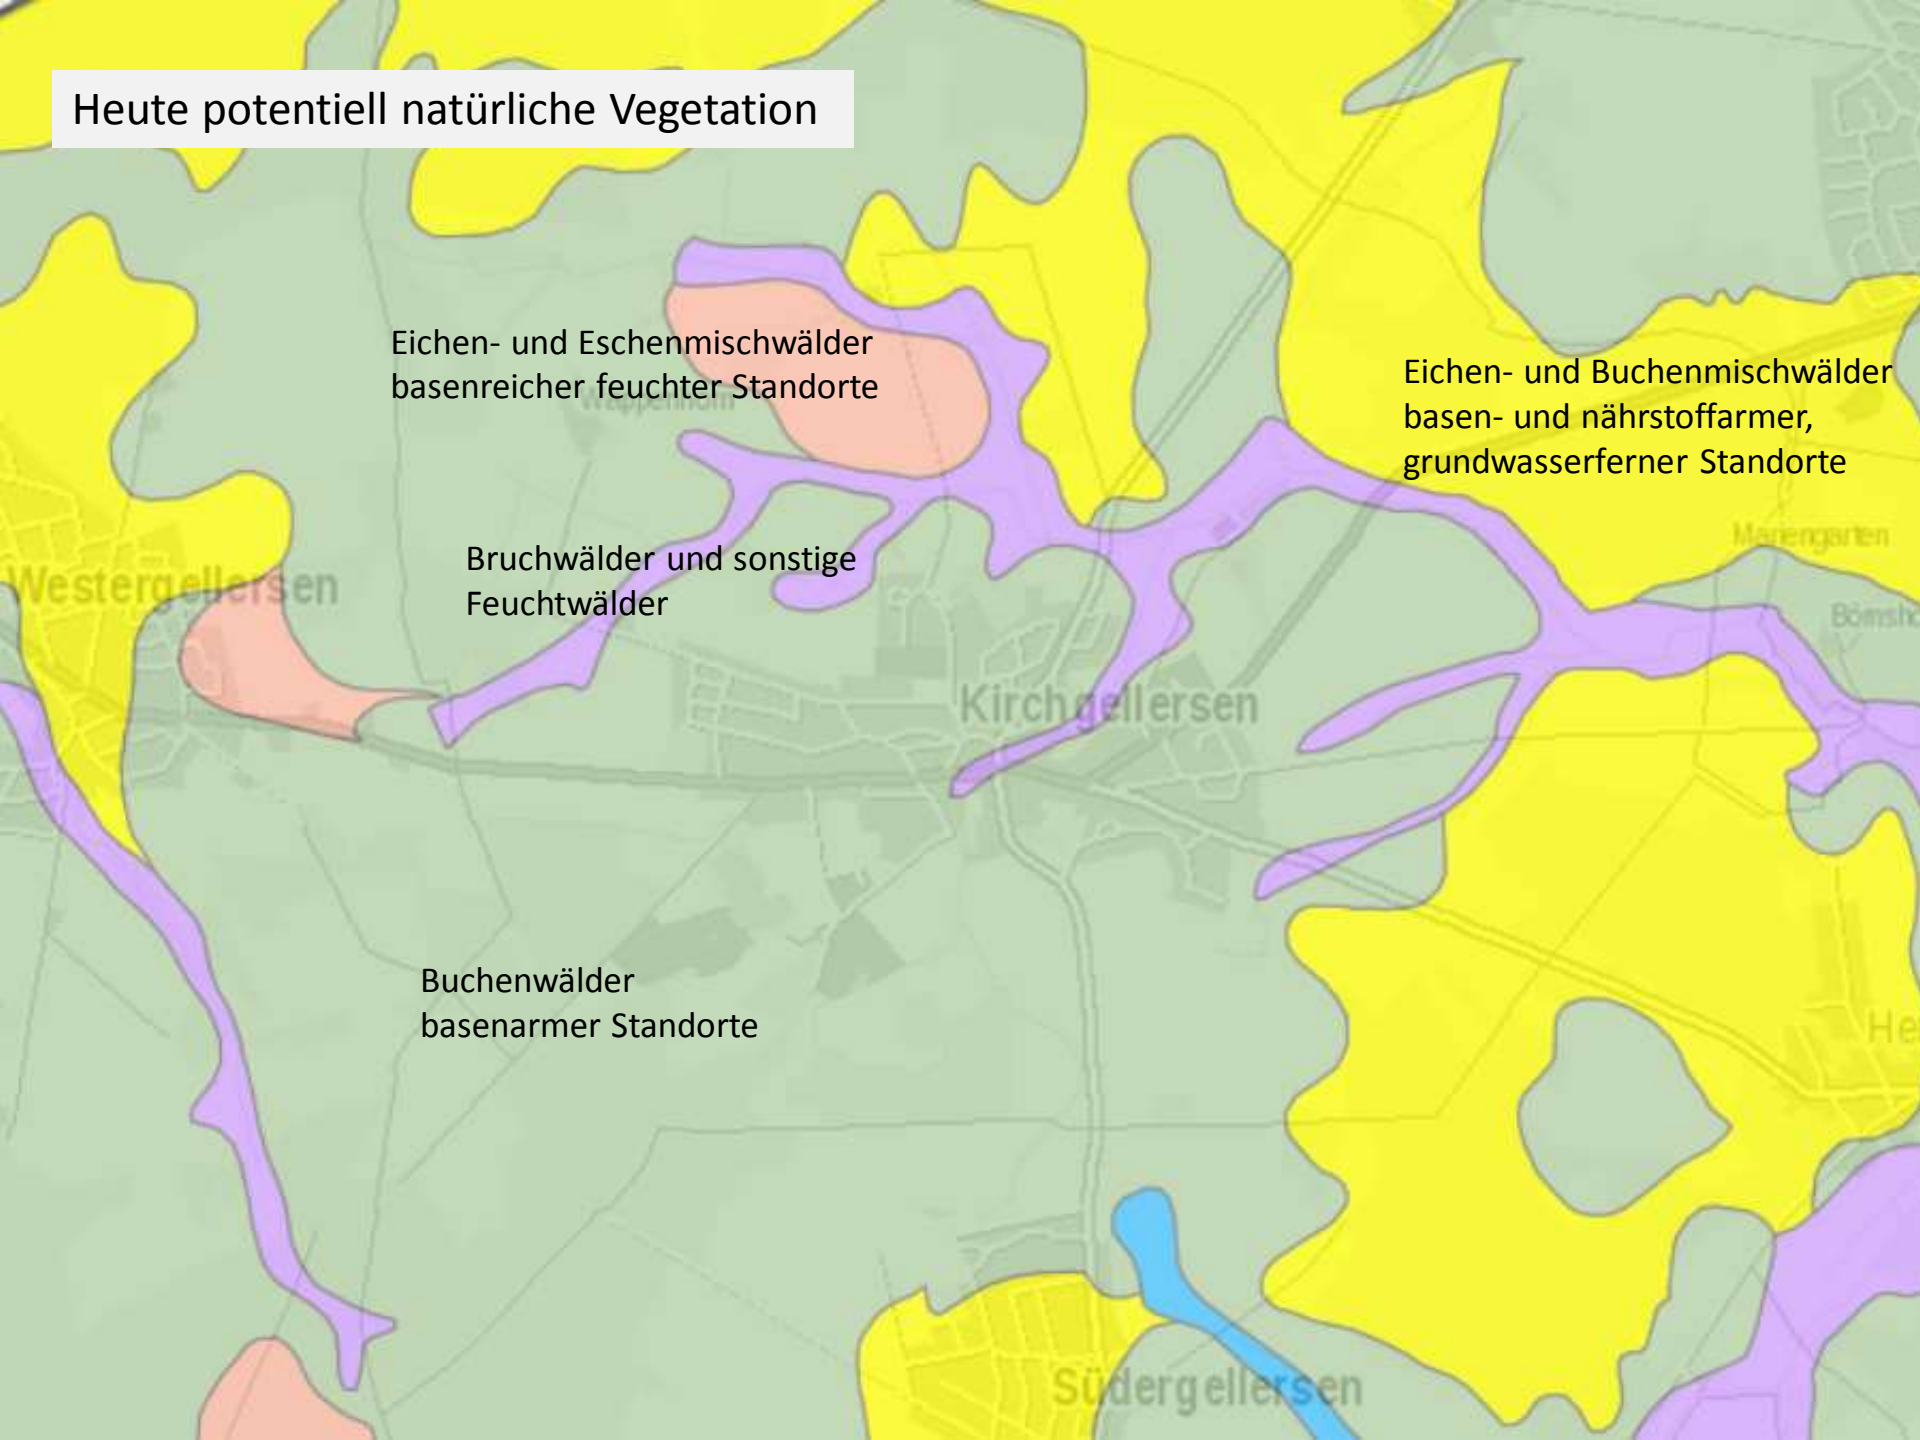 Heute potentiell natürliche Vegetation
Eichen- und Eschenmischwälder
basenreicher feuchter Standorte
Wappenhorn
Eichen- und Buchenmischwälder
basen- und nährstoffarmer,
grundwasserferner Standorte
Mariengarten
Westergellersen
Bruchwälder und sonstige
Feuchtwälder
Kirchgellersen
Buchenwälder
basenarmer Standorte
Südergellersen